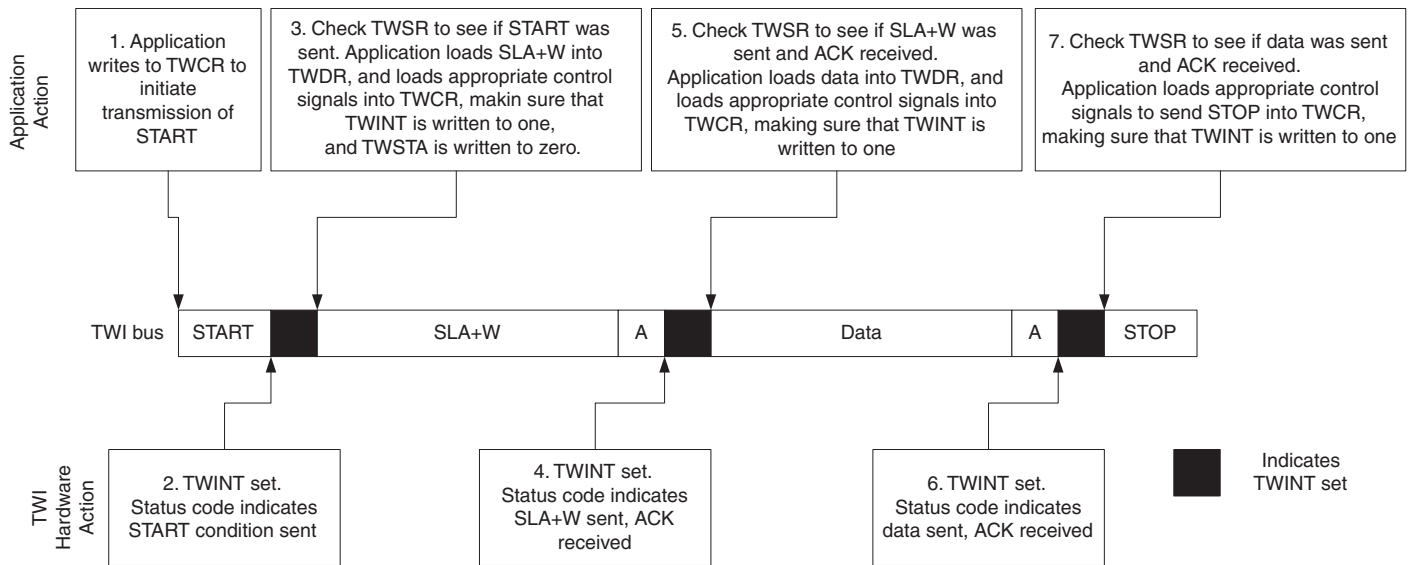 Application
Action
1. Application
writes to TWCR to
initiate
transmission of
START
3. Check TWSR to see if START was
sent. Application loads SLA+W into
TWDR, and loads appropriate control
signals into TWCR, makin sure that
TWINT is written to one,
and TWSTA is written to zero.
5. Check TWSR to see if SLA+W was
sent and ACK received.
Application loads data into TWDR, and
loads appropriate control signals into
TWCR, making sure that TWINT is
written to one
7. Check TWSR to see if data was sent
and ACK received.
Application loads appropriate control
signals to send STOP into TWCR,
making sure that TWINT is written to one
TWI bus
START
SLA+W
A
Data
A
STOP
TWI
Hardware
Action
2. TWINT set.
Status code indicates
START condition sent
4. TWINT set.
Status code indicates
SLA+W sent, ACK
received
6. TWINT set.
Status code indicates
data sent, ACK received
Indicates
TWINT set